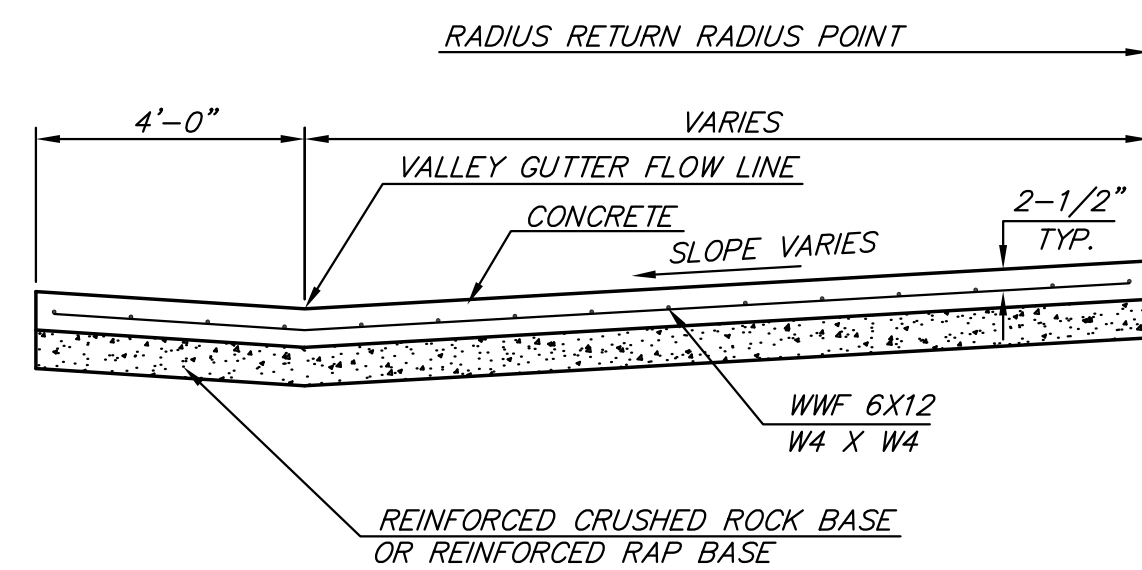 RADIUS RETURN RADIUS POINT
4'-0"
VARIES
VALLEY GUTTER FLOW LINE
CONCRETE
2-1/2"
TYP.
SLOPE VARIES
WWF 6X12
W4 X W4
REINFORCED CRUSHED ROCK BASE
OR REINFORCED RAP BASE